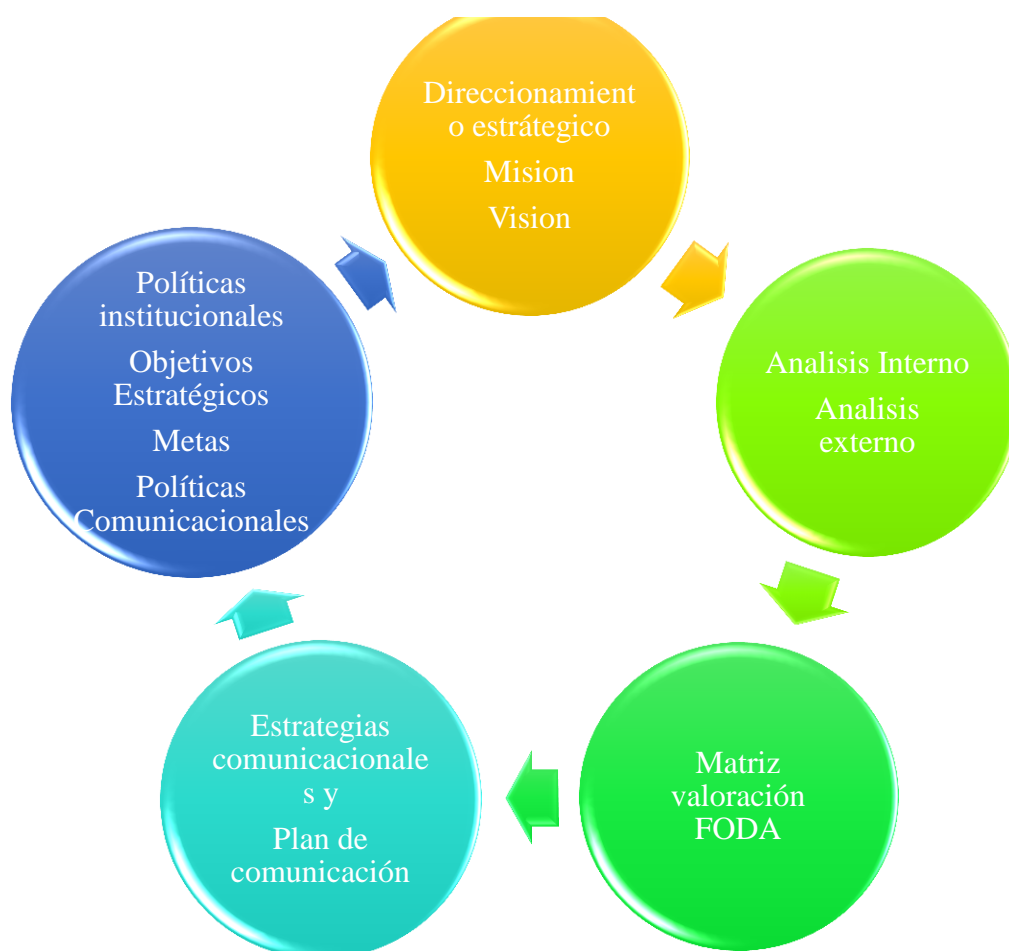 Direccionamient
o estrátegico
Mision
Vision
Analisis Interno
Analisis
externo
Matriz
valoración
FODA
Estrategias
comunicacionale
s y
Plan de
comunicación
Políticas
institucionales
Objetivos
Estratégicos
Metas
Políticas
Comunicacionales